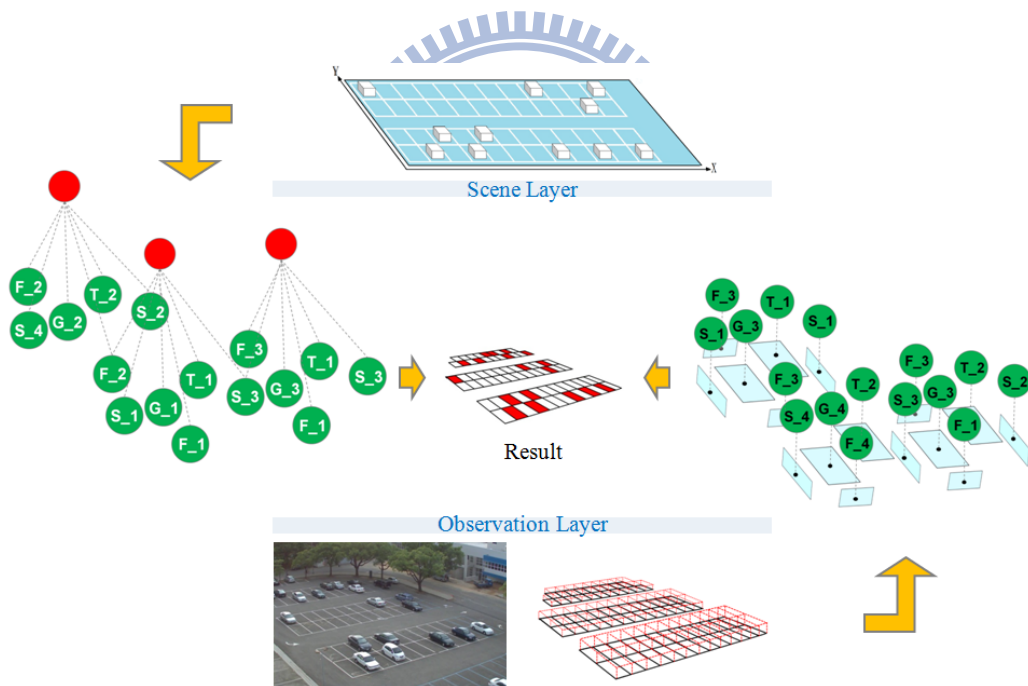 Y
X
Scene Layer
F_2
T_2
S_4
G_2
S_2
F_2
T_1
S_1
G_1
F_1
F_3
T_1
S_3
G_3
S_3
F_1
Result
F_3
T_1
S_1
S_1
G_3
F_3
F_3
T_2
S_2
S_4
G_4
S_3
G_3
F_4
F_1
Observation Layer